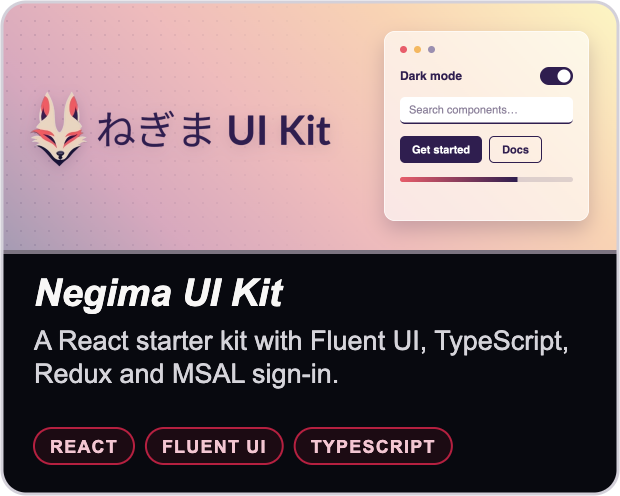 ねぎま UI Kit
Dark mode
Search components...
Get started
Docs
Negima UI Kit
A React starter kit with Fluent UI, TypeScript,
Redux and MSAL sign-in.
REACT
FLUENT UI
TYPESCRIPT